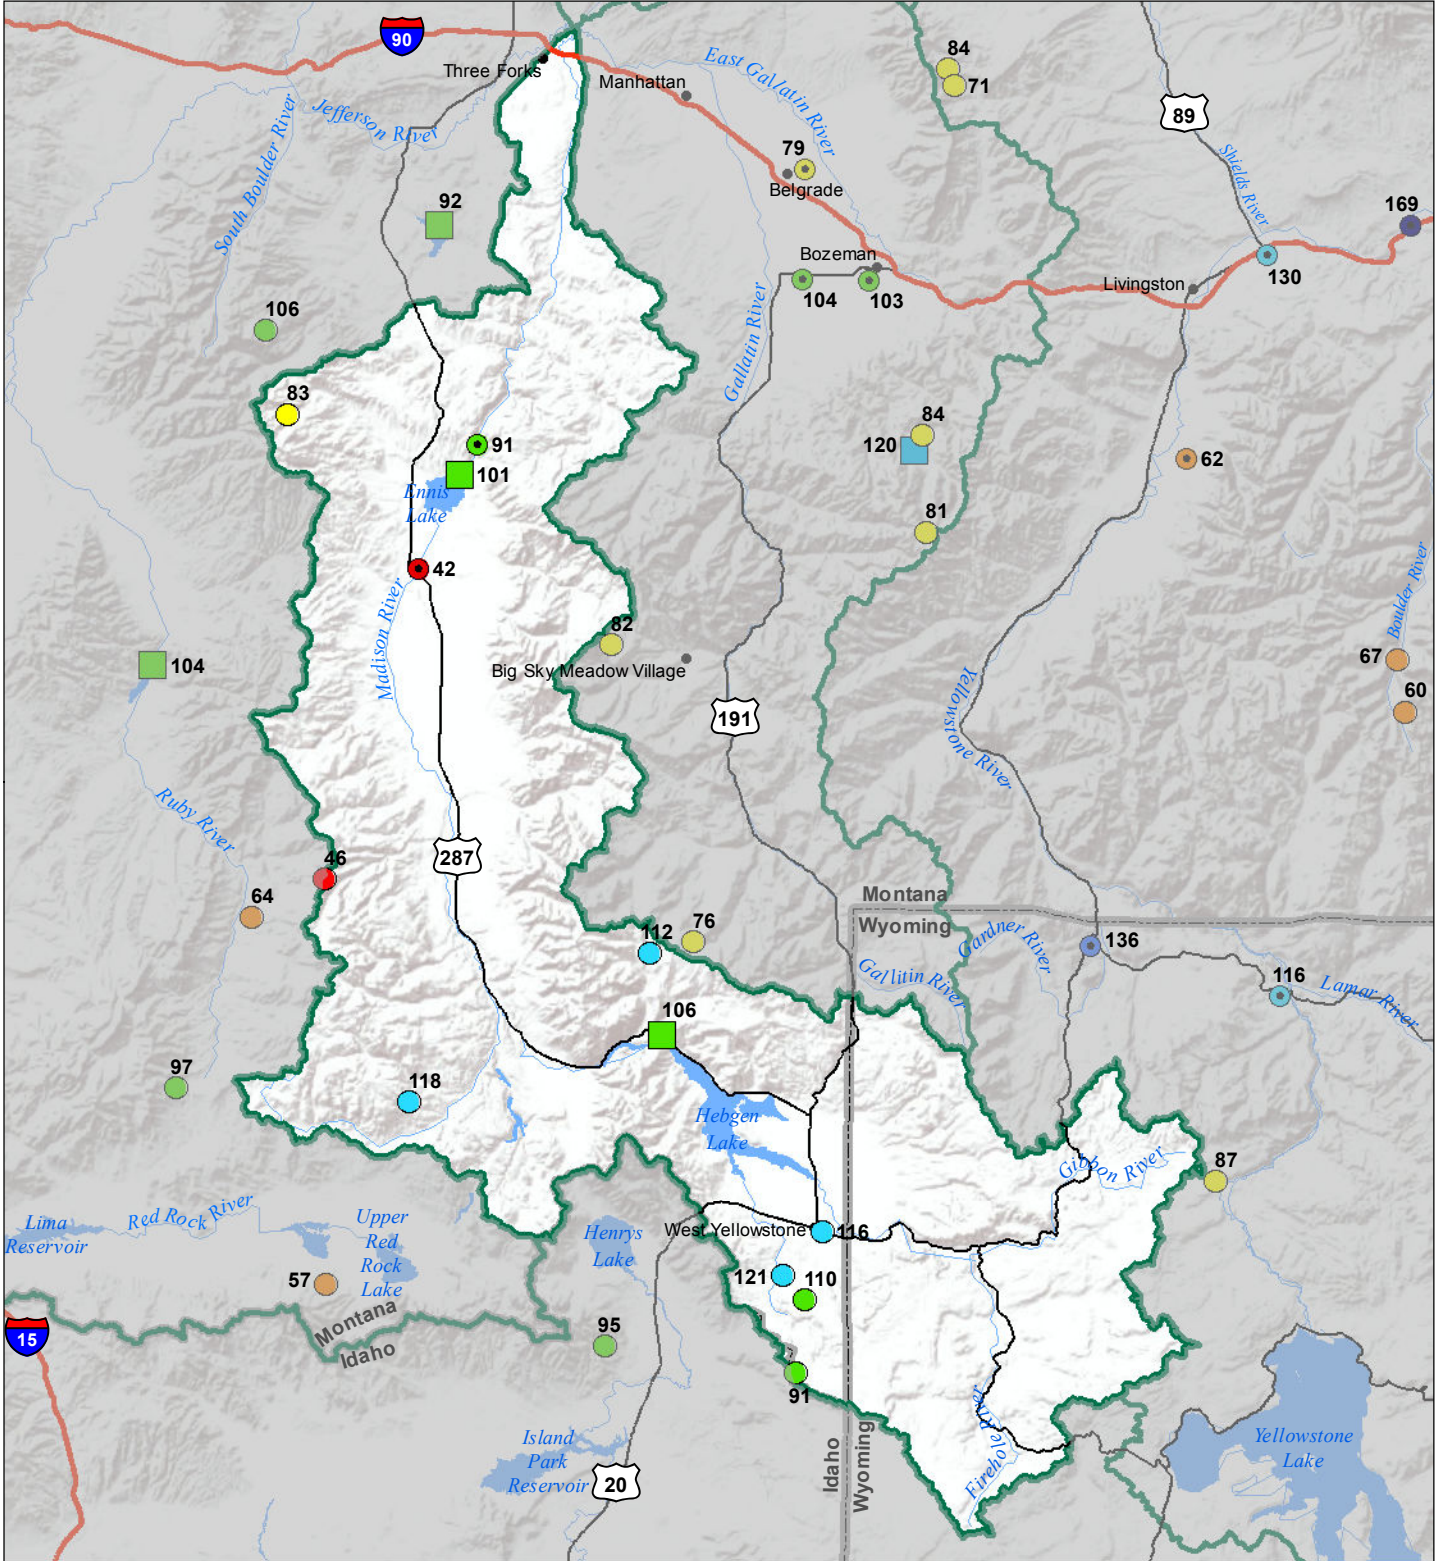 90
Three Forks
Manhattan
East Gallatin River
84
71
89
Jefferson River
South Boulder River
79
Belgrade
Shields River
92
169
Bozeman
130
104
103
Livingston
106
Gallatin River
83
91
84
120
62
101
Ennis
Lake
81
42
Madison River
82
Boulder River
67
104
Big Sky Meadow Village
60
191
Yellowstone River
Ruby River
287
46
64
Montana
Wyoming
112
76
Gardner River
136
Gallitin River
116
Lamar River
106
97
118
Hebgen
Lake
Gibbon River
87
Lima
Reservoir
Red Rock River
Upper
Red
Rock
Lake
Henrys
Lake
West Yellowstone
116
57
121
110
Montana
Idaho
15
95
91
Firehole River
Island
Park
Reservoir
20
Idaho
Wyoming
Yellowstone
Lake